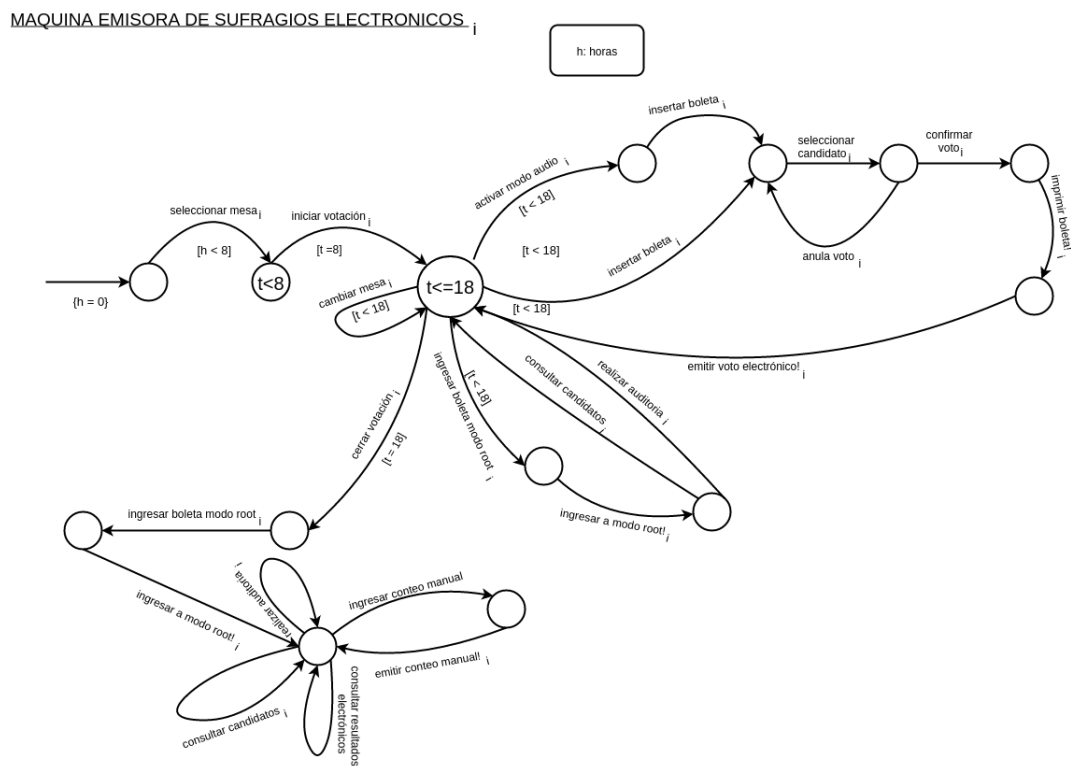 MAQUINA EMISORA DE SUFRAGIOS ELECTRONICOS i
h: horas
insertar boleta i
seleccionar
candidato i
confirmar
voto i
activar modo audio i
[t < 18]
imprimir boleta! i
seleccionar mesa i
iniciar votación i
[h < 8]
[t =8]
[t < 18]
insertar boleta i
anula voto i
{h = 0}
t<8
t<=18
cambiar mesa i
[t < 18]
[t < 18]
emitir voto electrónico! i
ingresar boleta modo root i
[t < 18]
consultar candidatos i
realizar auditoria i
cerrar votación i
[t = 18]
ingresar boleta modo root i
ingresar a modo root! i
realizar auditoria i
ingresar conteo manual
ingresar a modo root! i
emitir conteo manual! i
consultar candidatos i
consultar resultados
electrónicos